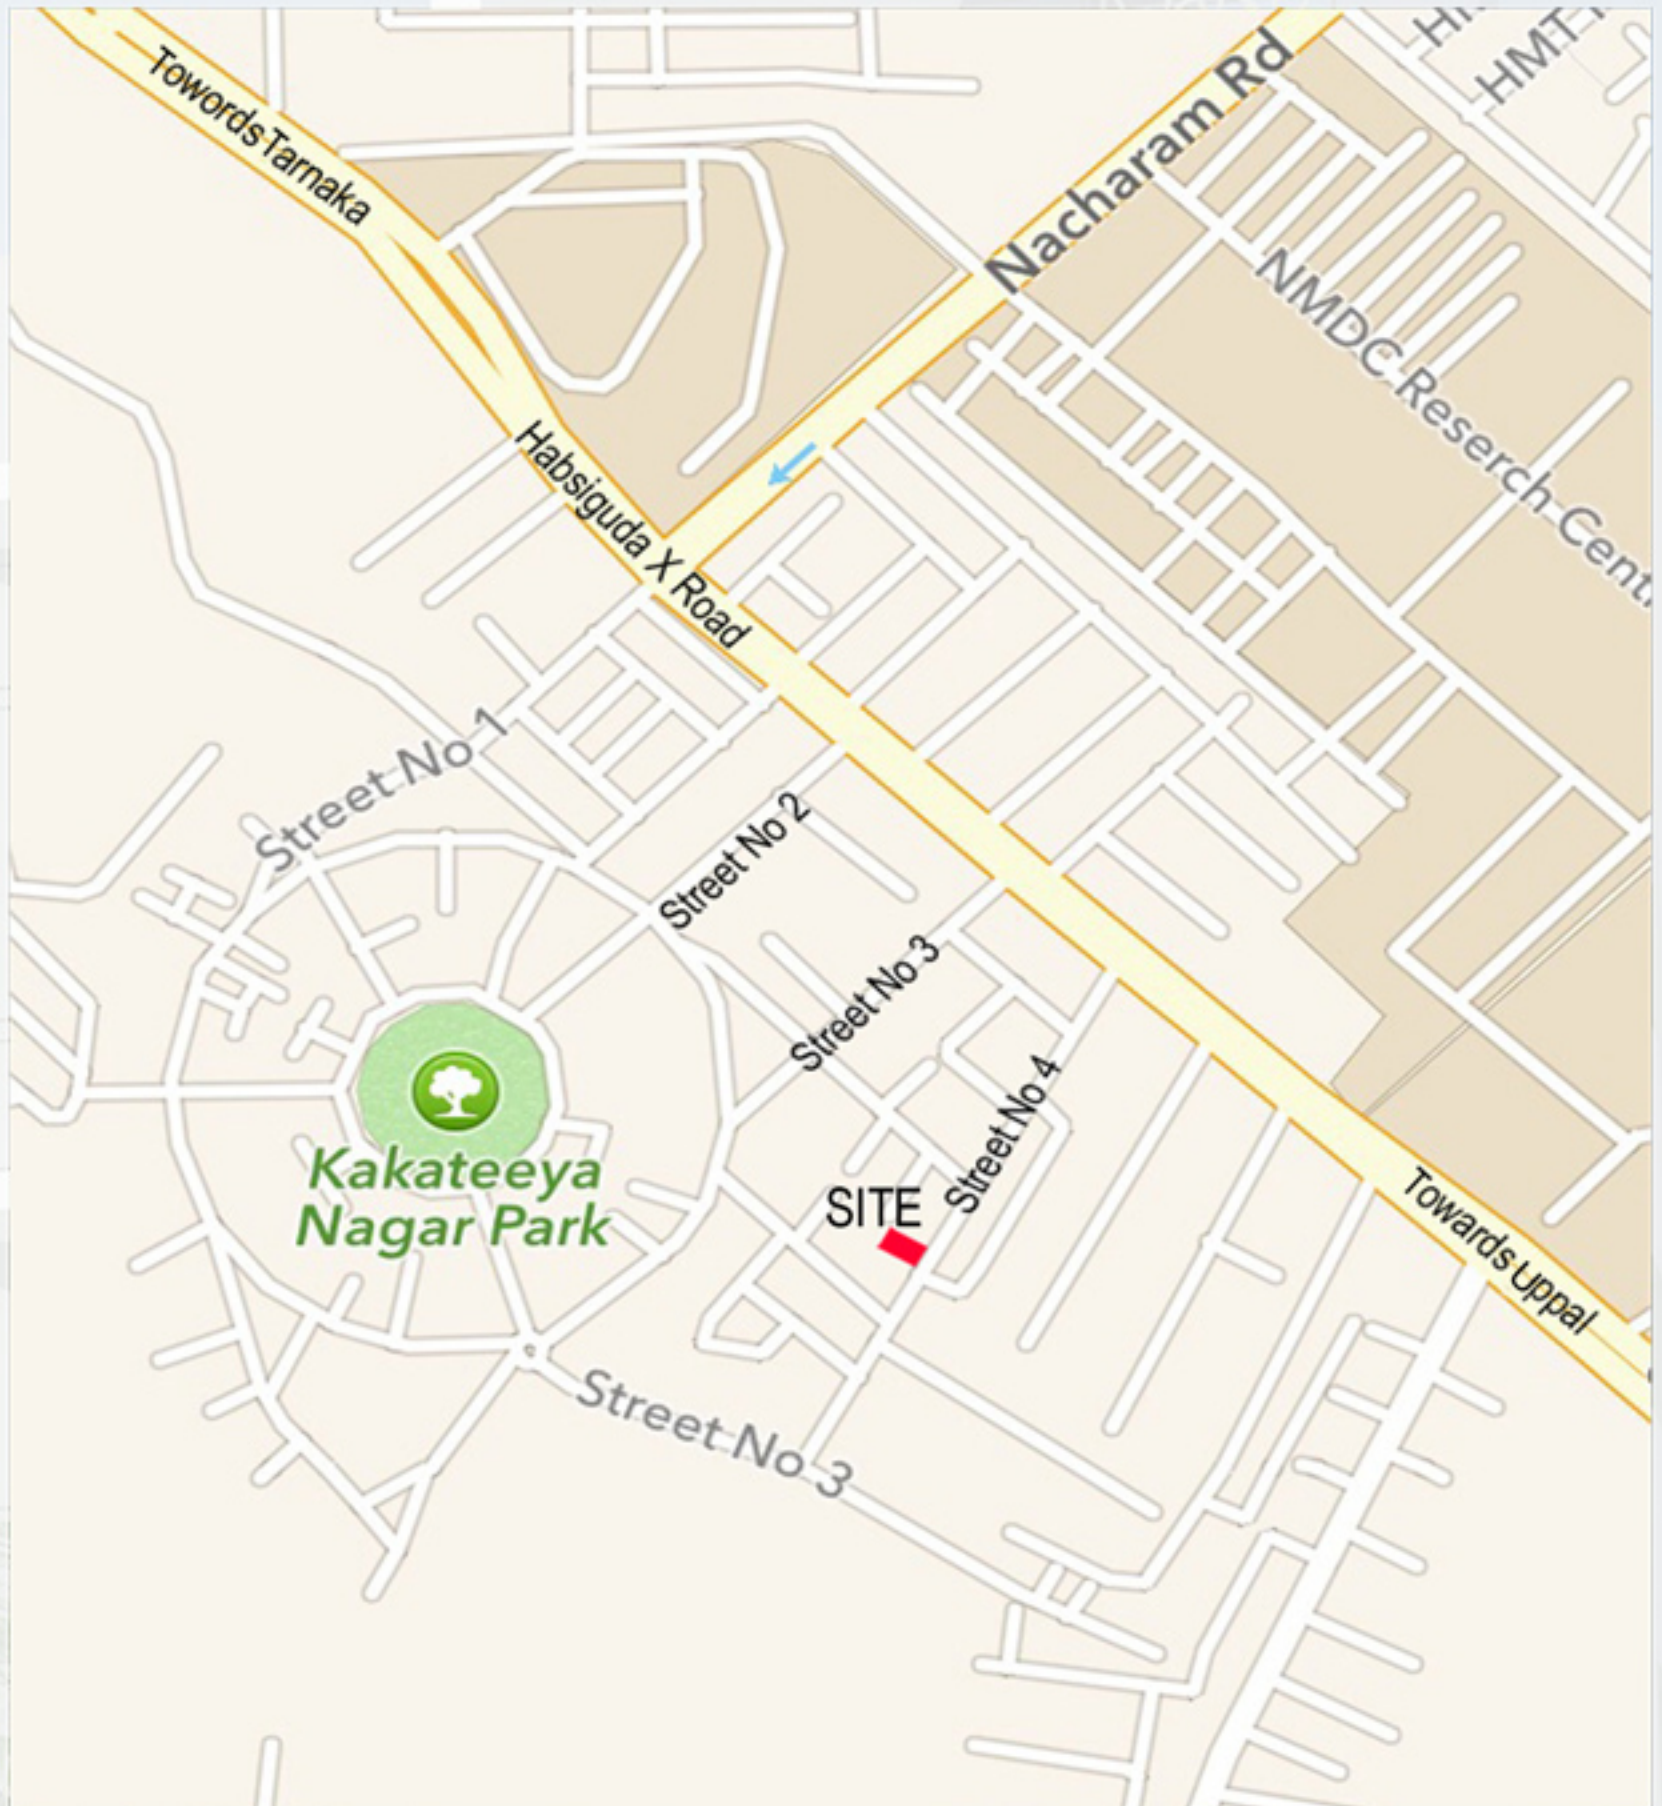 Towords Tarnaka
Nacharam Rd
HMT
NMDC Reserch Cent
Habsiguda X Road
Street No 1
Street No 2
Street No 3
Street No 4
Kakateeya
Nagar Park
SITE
Towards uppal
Street No 3